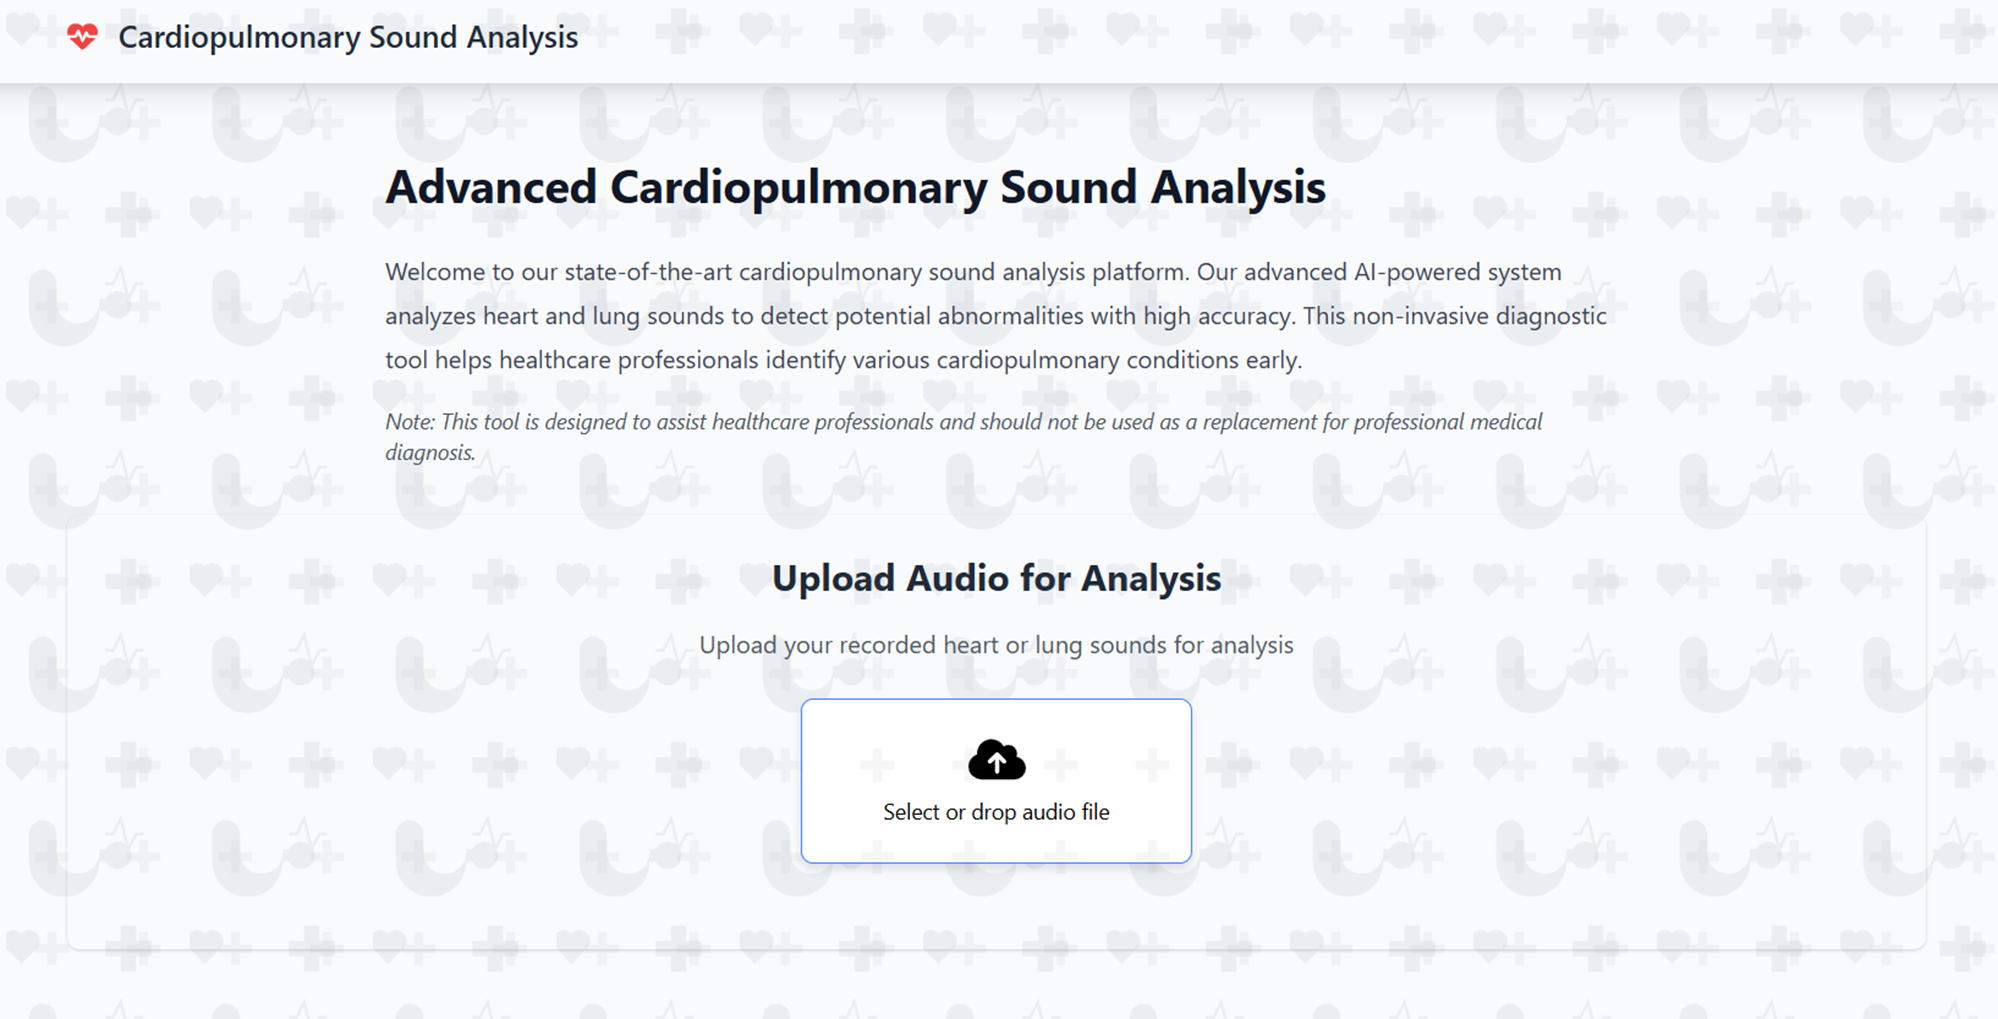 Cardiopulmonary Sound Analysis
Advanced Cardiopulmonary Sound Analysis
Welcome to our state-of-the-art cardiopulmonary sound analysis platform. Our advanced AI-powered system
analyzes heart and lung sounds to detect potential abnormalities with high accuracy. This non-invasive diagnostic
tool helps healthcare professionals identify various cardiopulmonary conditions early.
Note: This tool is designed to assist healthcare professionals and should not be used as a replacement for professional medical
diagnosis.
Upload Audio for Analysis
Upload your recorded heart or lung sounds for analysis
Select or drop audio file